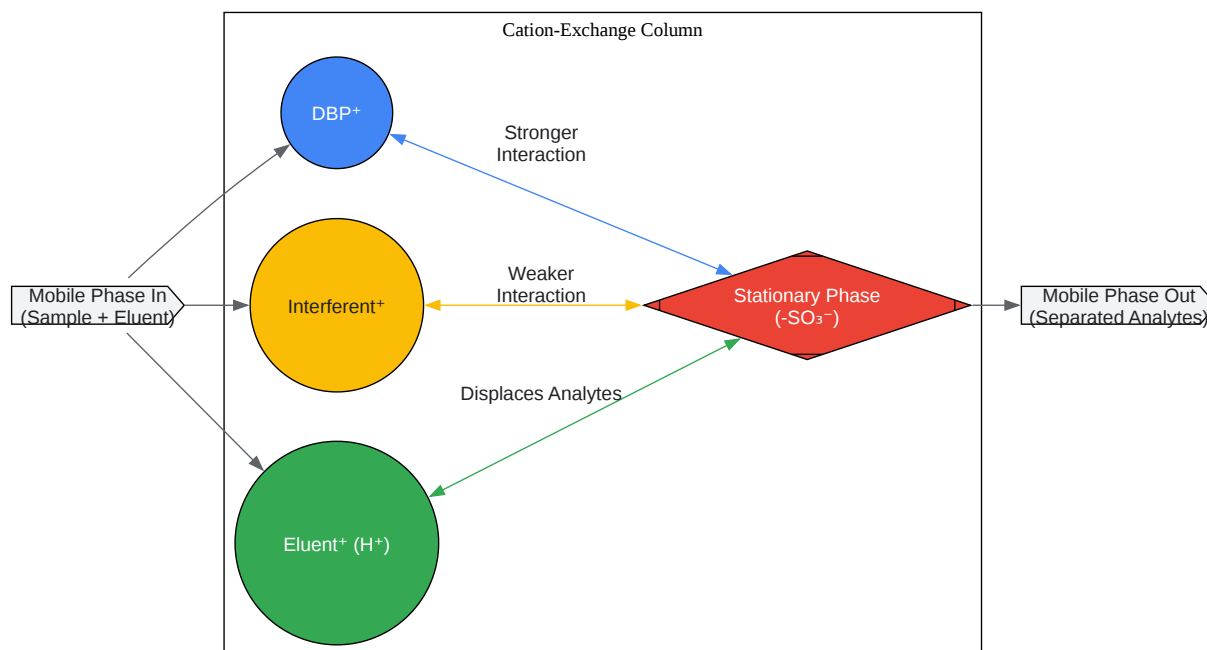 Cation-Exchange Column
DBP⁺
Stronger
Interaction
Interferent⁺
Weaker
Interaction
Mobile Phase In
(Sample + Eluent)
Stationary Phase
(-SO₃⁻)
Mobile Phase Out
(Separated Analytes)
Displaces Analytes
Eluent⁺ (H⁺)